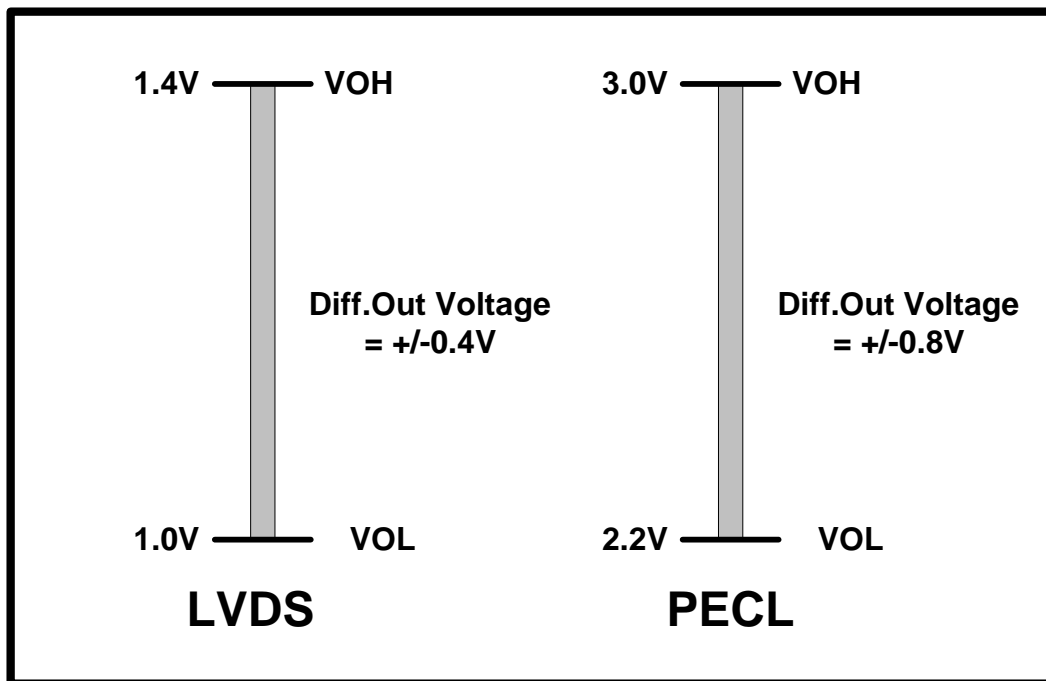 1.4V VOH
Diff.Out Voltage
= +/-0.4V
1.0V VOL
LVDS
3.0V VOH
Diff.Out Voltage
= +/-0.8V
2.2V VOL
PECL